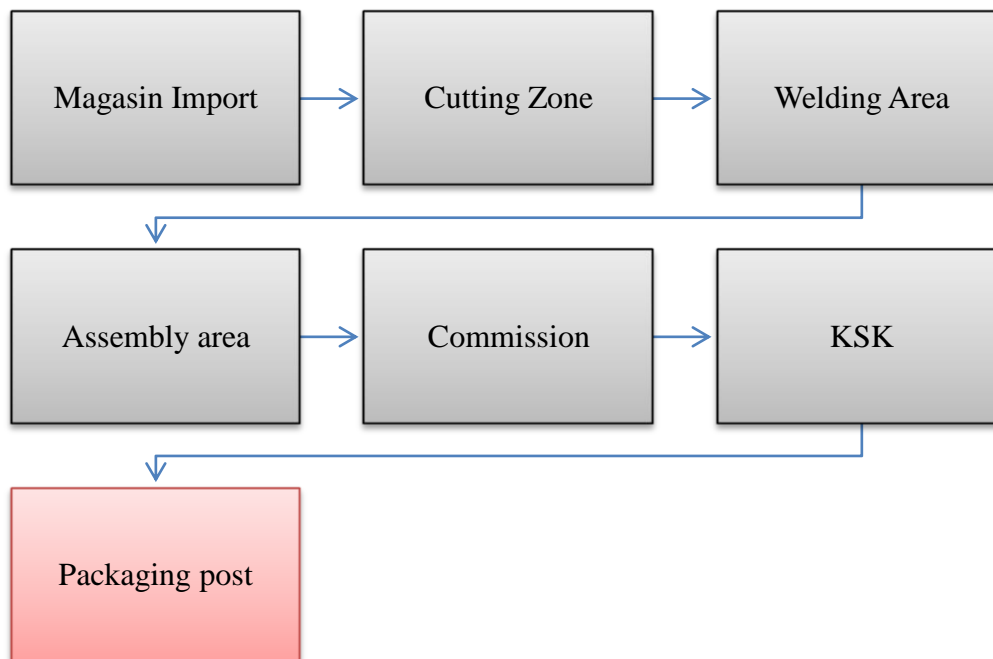 Magasin Import
Cutting Zone
Welding Area
Assembly area
Commission
KSK
Packaging post